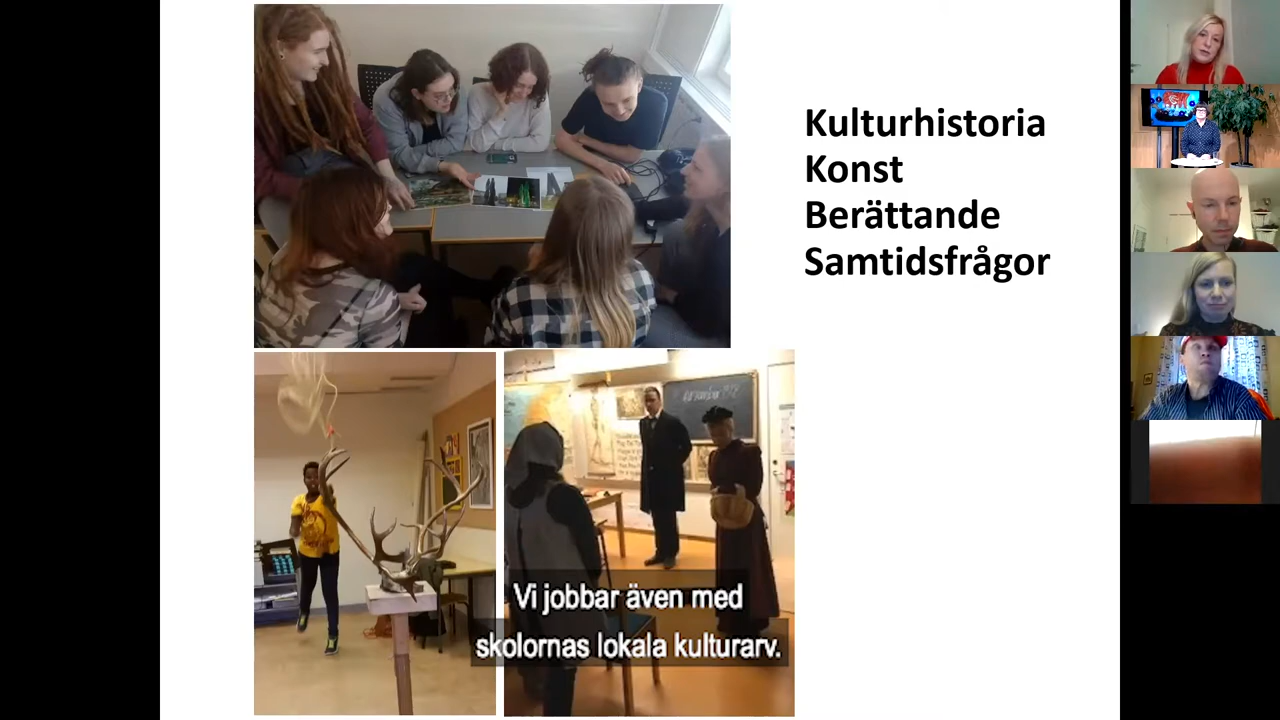 Kulturhistoria
Konst
Berättande
Samtidsfrågor
Vi jobbar även med
skolornas lokala kulturarv.